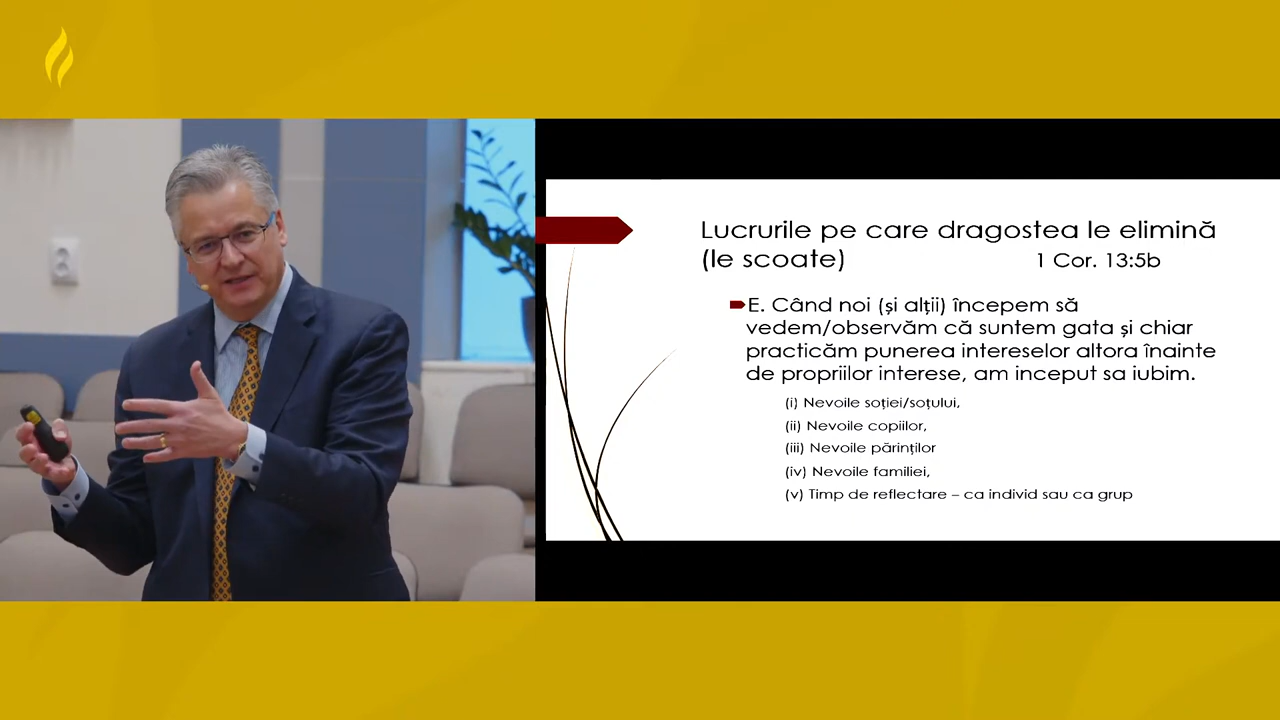 Lucrurile pe care dragostea le elimină
(le scoate) 1 Cor. 13:5b
E. Când noi (și alții) începem să
vedem/observăm că suntem gata și chiar
practicăm punerea intereselor altora înainte
de propriilor interese, am inceput sa iubim.
(i) Nevoile soției/soțului,
(ii) Nevoile copiilor,
(iii) Nevoile părinților
(iv) Nevoile familiei,
(v) Timp de reflectare – ca individ sau ca grup